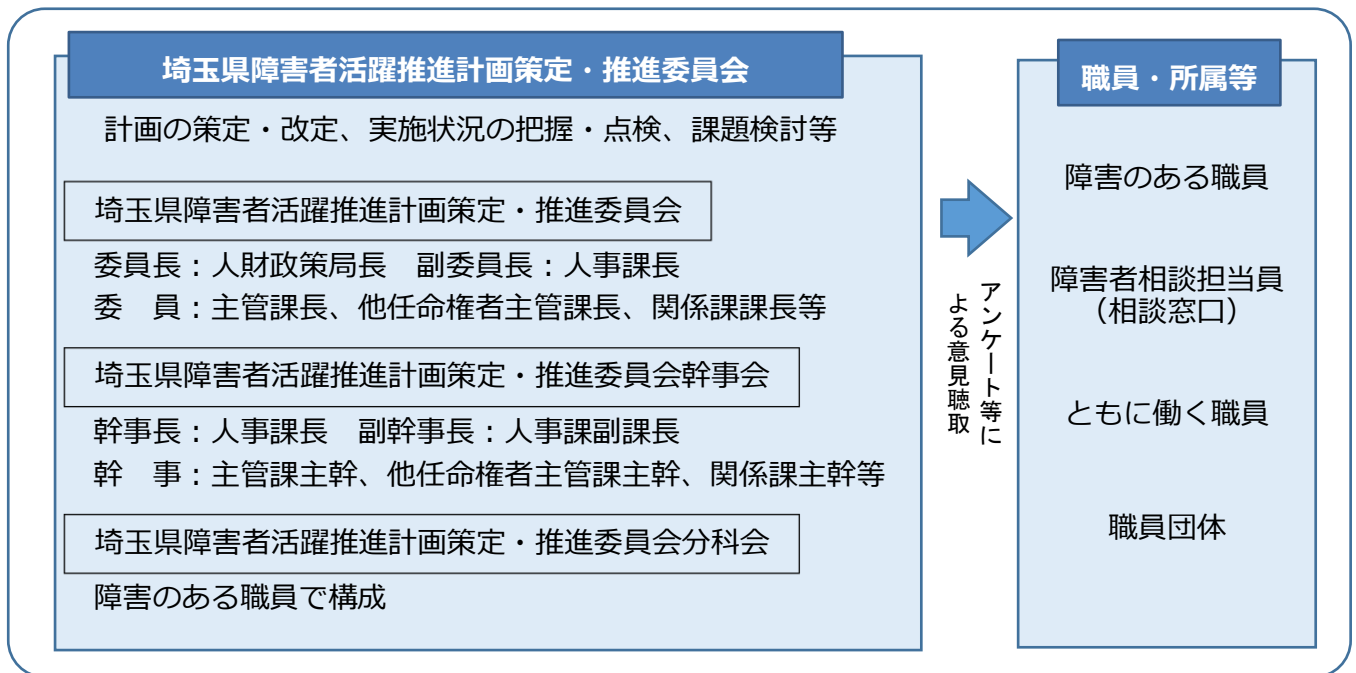 埼玉県障害者活躍推進計画策定・推進委員会
計画の策定・改定、実施状況の把握・点検、課題検討等
埼玉県障害者活躍推進計画策定・推進委員会
委員長：人財政策局長　副委員長：人事課長
委　員：主管課長、他任命権者主管課長、関係課課長等
埼玉県障害者活躍推進計画策定・推進委員会幹事会
幹事長：人事課長　副幹事長：人事課副課長
幹　事：主管課主幹、他任命権者主管課主幹、関係課主幹等
埼玉県障害者活躍推進計画策定・推進委員会分科会
障害のある職員で構成
アンケート等に
よる意見聴取
職員・所属等
障害のある職員
障害者相談担当員
（相談窓口）
ともに働く職員
職員団体